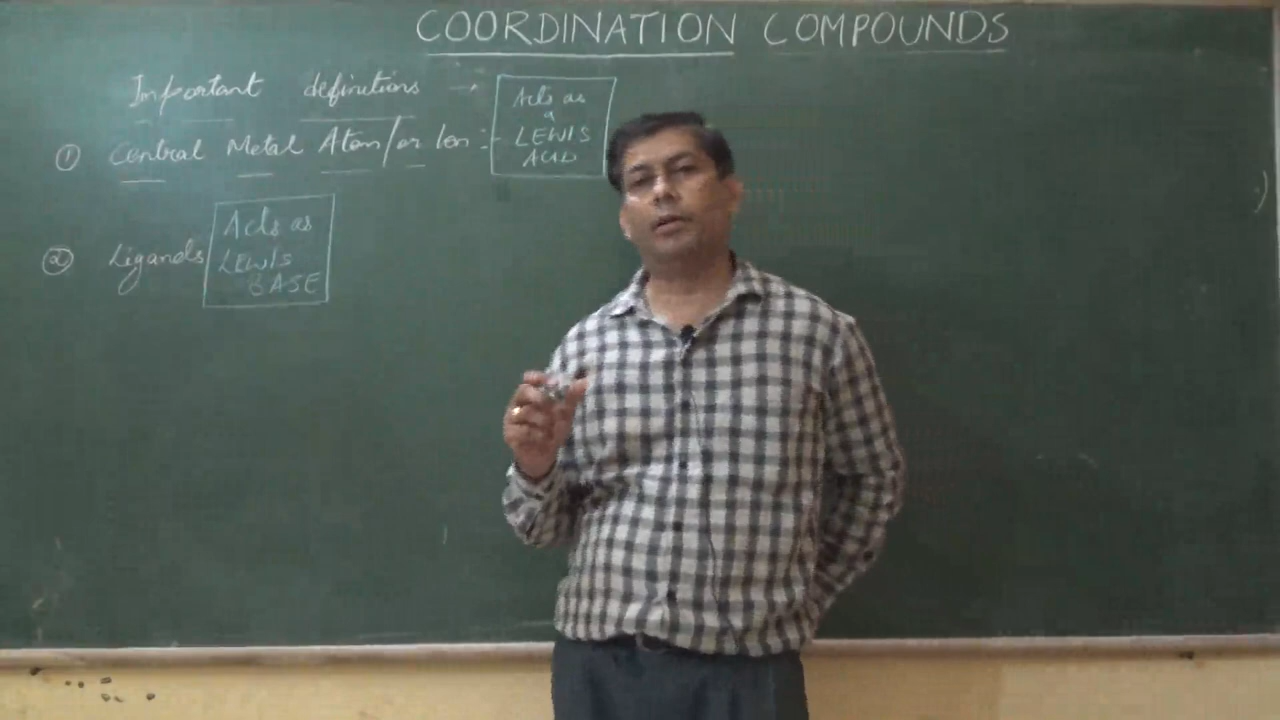 COORDINATION COMPOUNDS
Important definitions -
① Central Metal Atom/or Ion :-
Acts as
a
LEWIS
ACID
② Ligands
Acts as
LEWIS
BASE